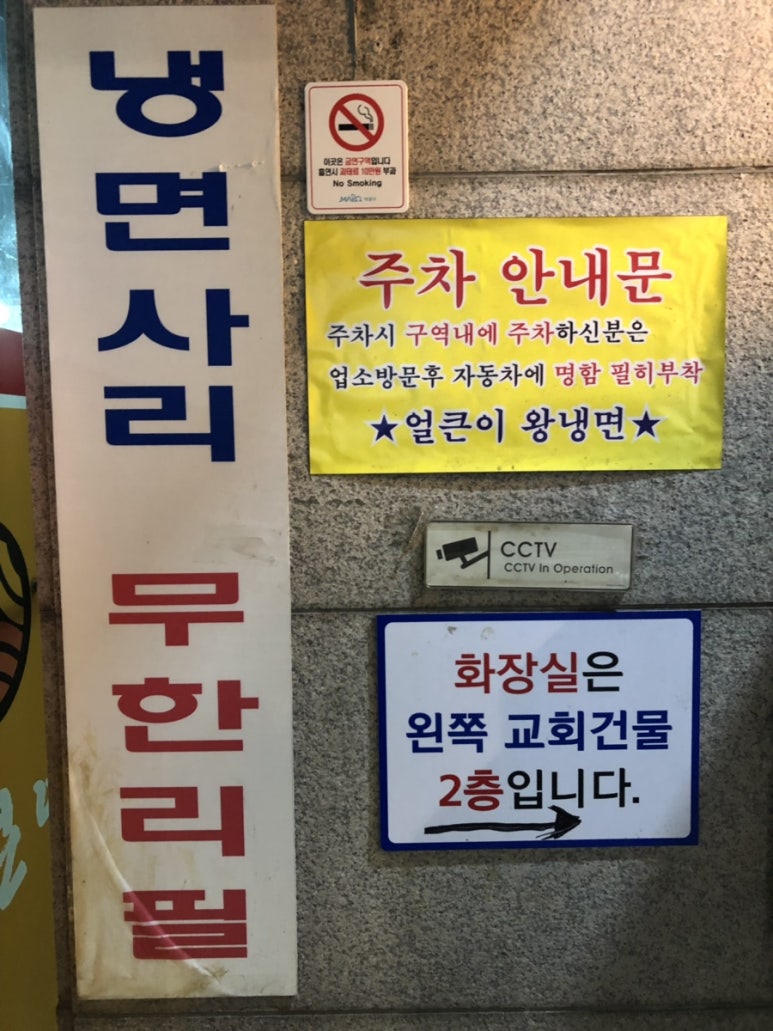 냉면사리 무한리필
이곳은 금연구역입니다
흡연시 과태료 10만원 부과
No Smoking
MAPO 마포구
주차 안내문
주차시 구역내에 주차하신분은
업소방문후 자동차에 명함 필히부착
★얼큰이 왕냉면★
CCTV
CCTV In Operation
화장실은
왼쪽 교회건물
2층입니다.